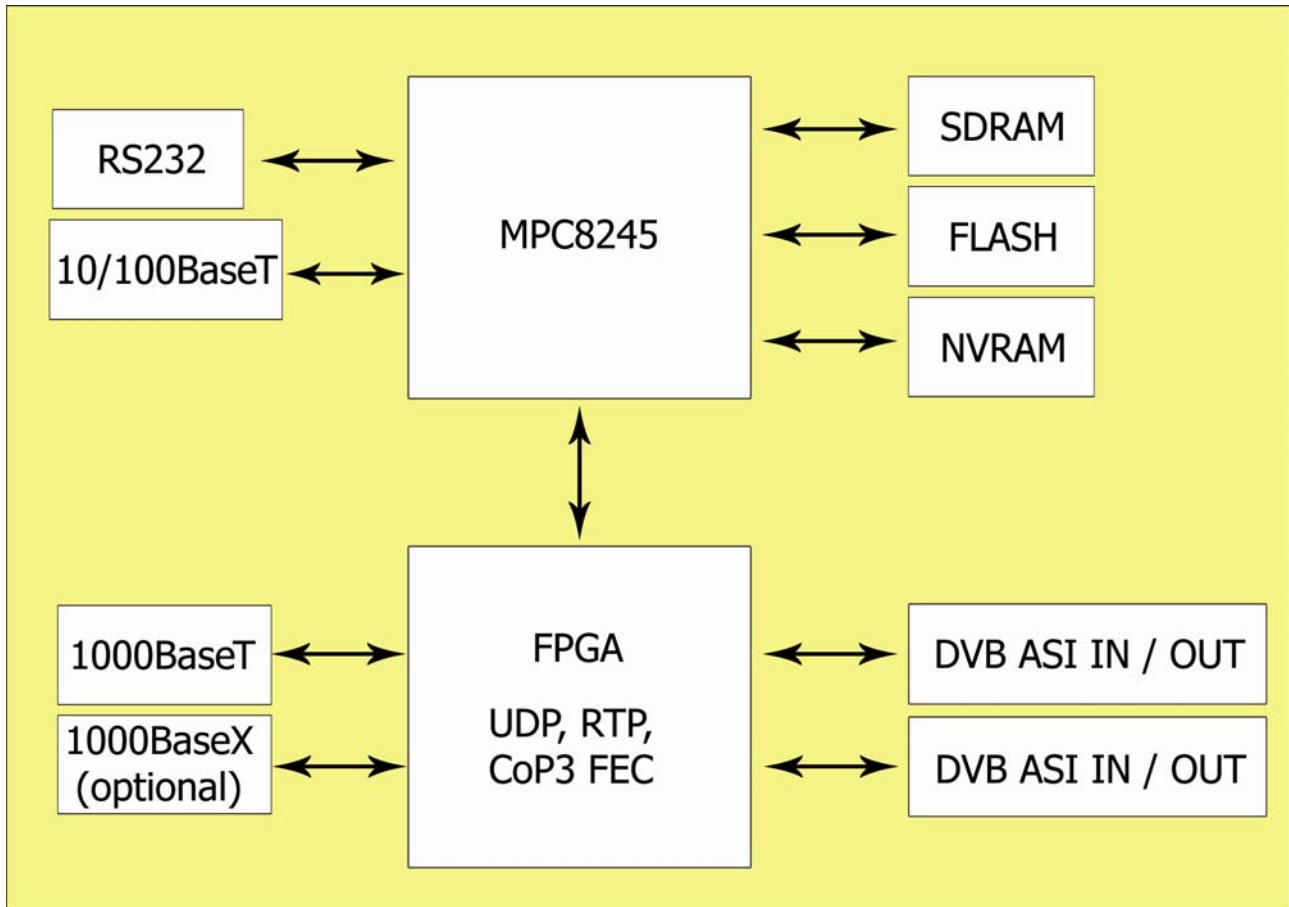 RS232
10/100BaseT
MPC8245
SDRAM
FLASH
NVRAM
1000BaseT
1000BaseX
(optional)
FPGA
UDP, RTP,
CoP3 FEC
DVB ASI IN / OUT
DVB ASI IN / OUT